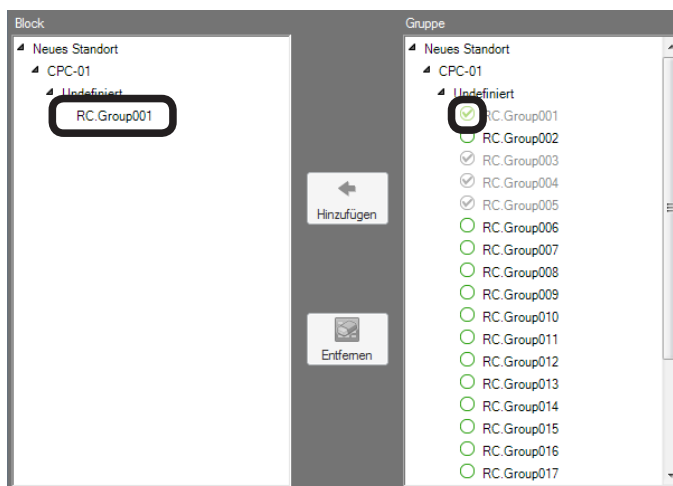 Block
Neues Standort
CPC-01
Undefiniert
RC.Group001
Hinzufügen
Entfernen
Gruppe
Neues Standort
CPC-01
Undefiniert
RC.Group001
RC.Group002
RC.Group003
RC.Group004
RC.Group005
RC.Group006
RC.Group007
RC.Group008
RC.Group009
RC.Group010
RC.Group011
RC.Group012
RC.Group013
RC.Group014
RC.Group015
RC.Group016
RC.Group017